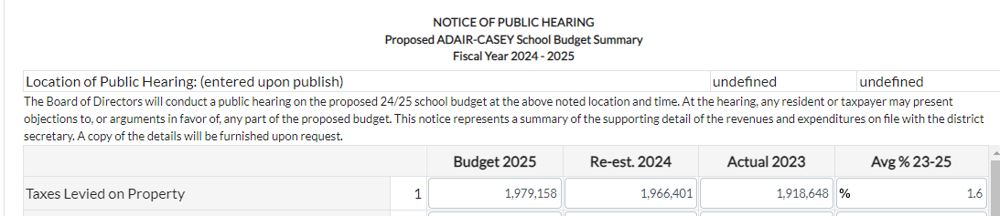 NOTICE OF PUBLIC HEARING
Proposed ADAIR-CASEY School Budget Summary
Fiscal Year 2024 - 2025
Location of Public Hearing: (entered upon publish) undefined undefined
The Board of Directors will conduct a public hearing on the proposed 24/25 school budget at the above noted location and time. At the hearing, any resident or taxpayer may present
objections to, or arguments in favor of, any part of the proposed budget. This notice represents a summary of the supporting detail of the revenues and expenditures on file with the district
secretary. A copy of the details will be furnished upon request.
Budget 2025 Re-est. 2024 Actual 2023 Avg % 23-25
Taxes Levied on Property 1 1,979,158 1,966,401 1,918,648 % 1.6